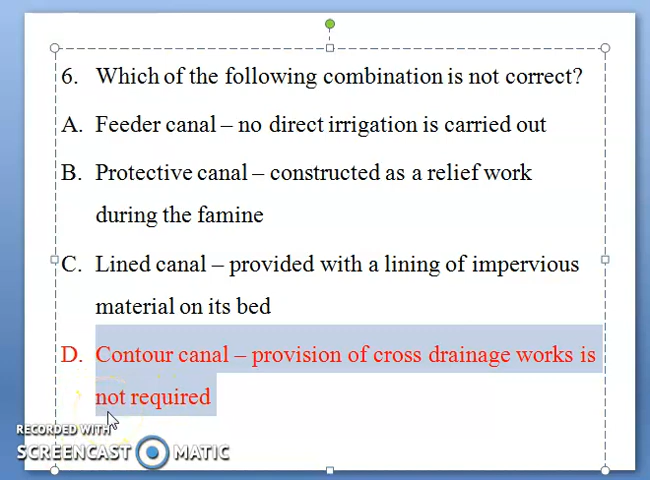 6. Which of the following combination is not correct?
A. Feeder canal – no direct irrigation is carried out
B. Protective canal – constructed as a relief work
during the famine
C. Lined canal – provided with a lining of impervious
material on its bed
D. Contour canal – provision of cross drainage works is
not required
RECORDED WITH
SCREENCAST MATIC